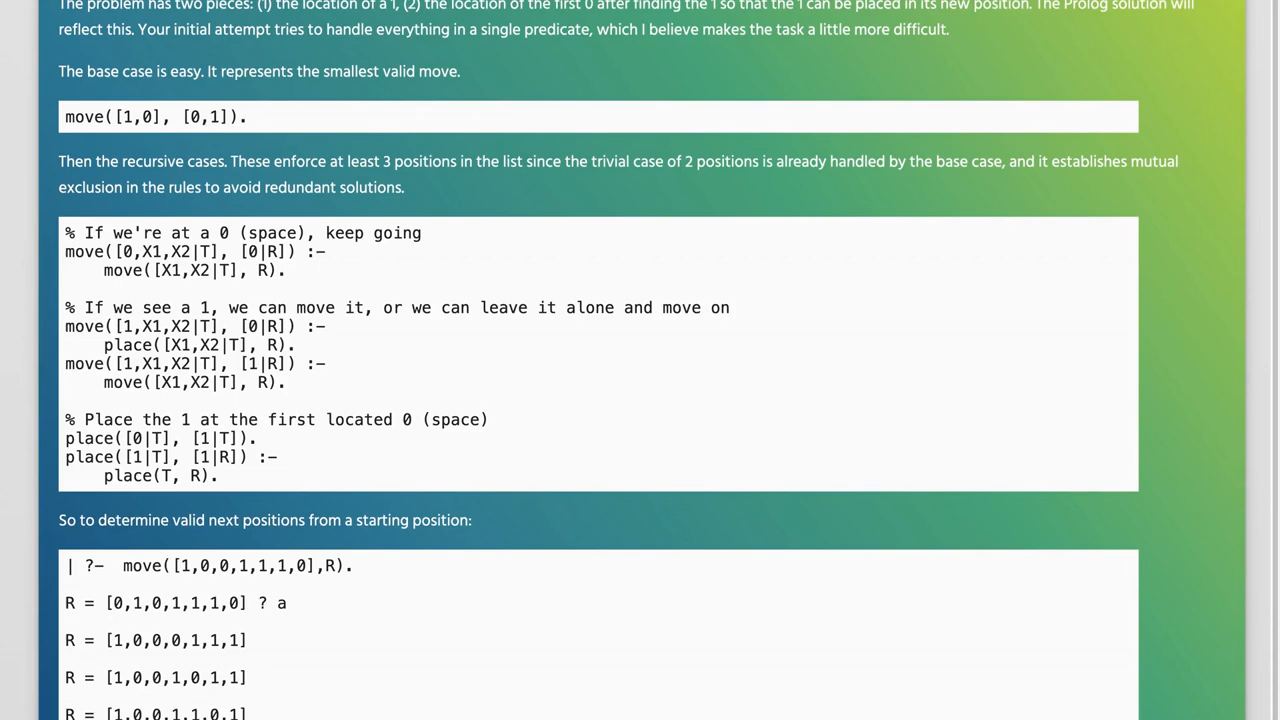 The problem has two pieces: (1) the location of a 1, (2) the location of the first 0 after finding the 1 so that the 1 can be placed in its new position. The Prolog solution will
reflect this. Your initial attempt tries to handle everything in a single predicate, which I believe makes the task a little more difficult.
The base case is easy. It represents the smallest valid move.
move([1,0], [0,1]).
Then the recursive cases. These enforce at least 3 positions in the list since the trivial case of 2 positions is already handled by the base case, and it establishes mutual
exclusion in the rules to avoid redundant solutions.
% If we're at a 0 (space), keep going
move([0,X1,X2|T], [0|R]) :-
    move([X1,X2|T], R).
% If we see a 1, we can move it, or we can leave it alone and move on
move([1,X1,X2|T], [0|R]) :-
    place([X1,X2|T], R).
move([1,X1,X2|T], [1|R]) :-
    move([X1,X2|T], R).
% Place the 1 at the first located 0 (space)
place([0|T], [1|T]).
place([1|T], [1|R]) :-
    place(T, R).
So to determine valid next positions from a starting position:
| ?-  move([1,0,0,1,1,1,0],R).
R = [0,1,0,1,1,1,0] ? a
R = [1,0,0,0,1,1,1]
R = [1,0,0,1,0,1,1]
R = [1,0,0,1,1,0,1]